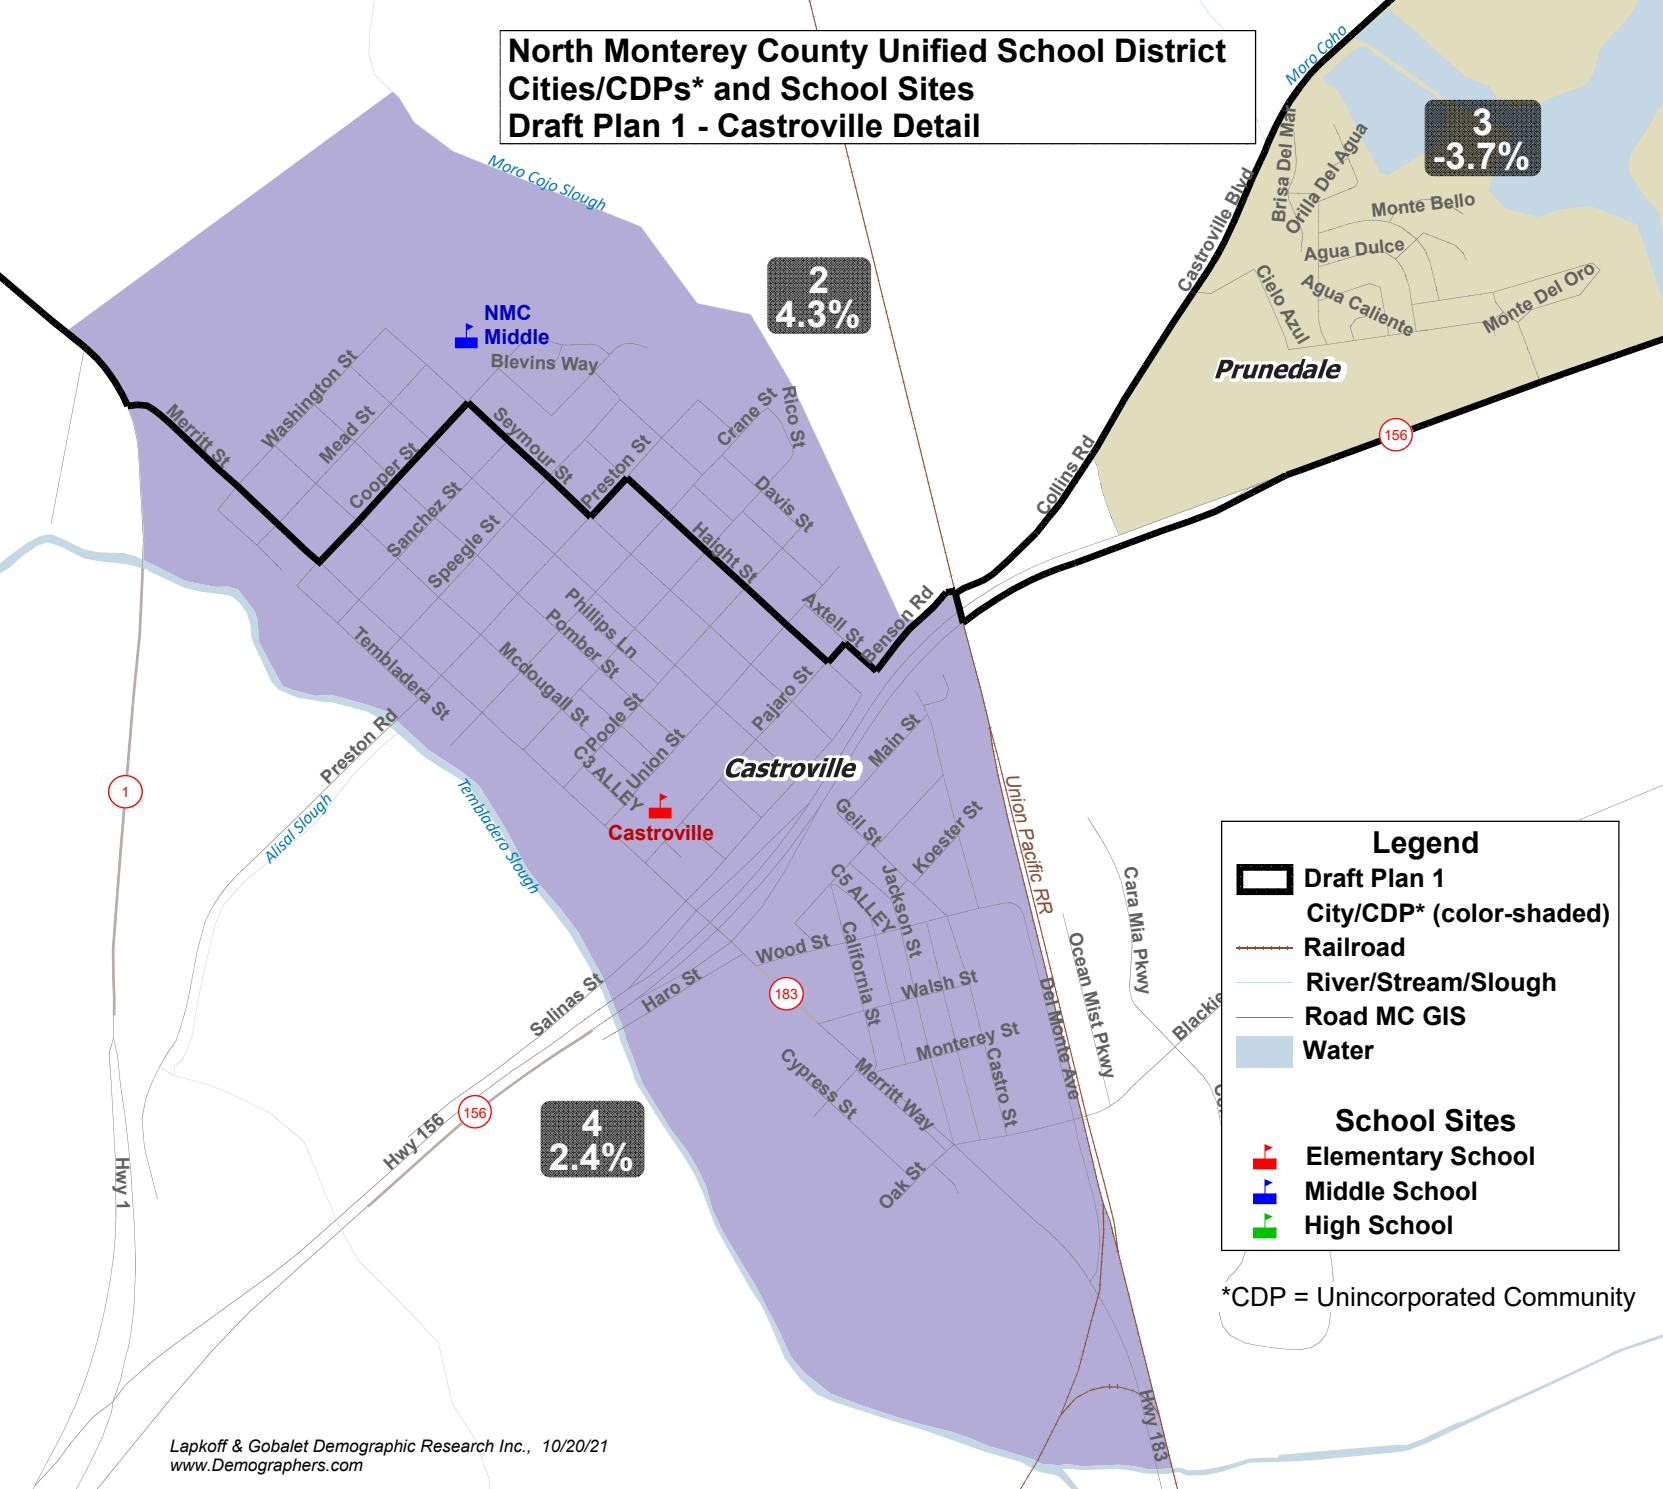 North Monterey County Unified School District
Cities/CDPs* and School Sites
Draft Plan 1 - Castroville Detail
Moro Coho
3
-3.7%
Brisa Del Mar
Orilla Del Agua
Monte Bello
Castroville Blvd
Agua Dulce
Cielo Azul
Agua Caliente
Monte Del Oro
Prunedale
156
Moro Cojo Slough
2
4.3%
NMC
Middle
Blevins Way
Washington St
Mead St
Merritt St
Cooper St
Seymour St
Preston St
Crane St
Rico St
Collins Rd
Sanchez St
Speegle St
Davis St
Haight St
Phillips Ln
Pomber St
Axtell St
Benson Rd
Tembladera St
Mcdougall St
Poole St
C3 ALLEY
Union St
Pajaro St
Main St
Castroville
Preston Rd
1
Alisal Slough
Tembladero Slough
Castroville
Geil St
Koester St
Union Pacific RR
C5 ALLEY
Jackson St
California St
Wood St
Walsh St
Cara Mia Pkwy
Ocean Mist Pkwy
Del Monte Ave
Blackie
Salinas St
Haro St
183
Monterey St
Castro St
Cypress St
Merritt Way
Oak St
Hwy 156
156
Hwy 1
4
2.4%
Hwy 183
Legend
Draft Plan 1
City/CDP* (color-shaded)
Railroad
River/Stream/Slough
Road MC GIS
Water
School Sites
Elementary School
Middle School
High School
*CDP = Unincorporated Community
Lapkoff & Gobalet Demographic Research Inc., 10/20/21
www.Demographers.com